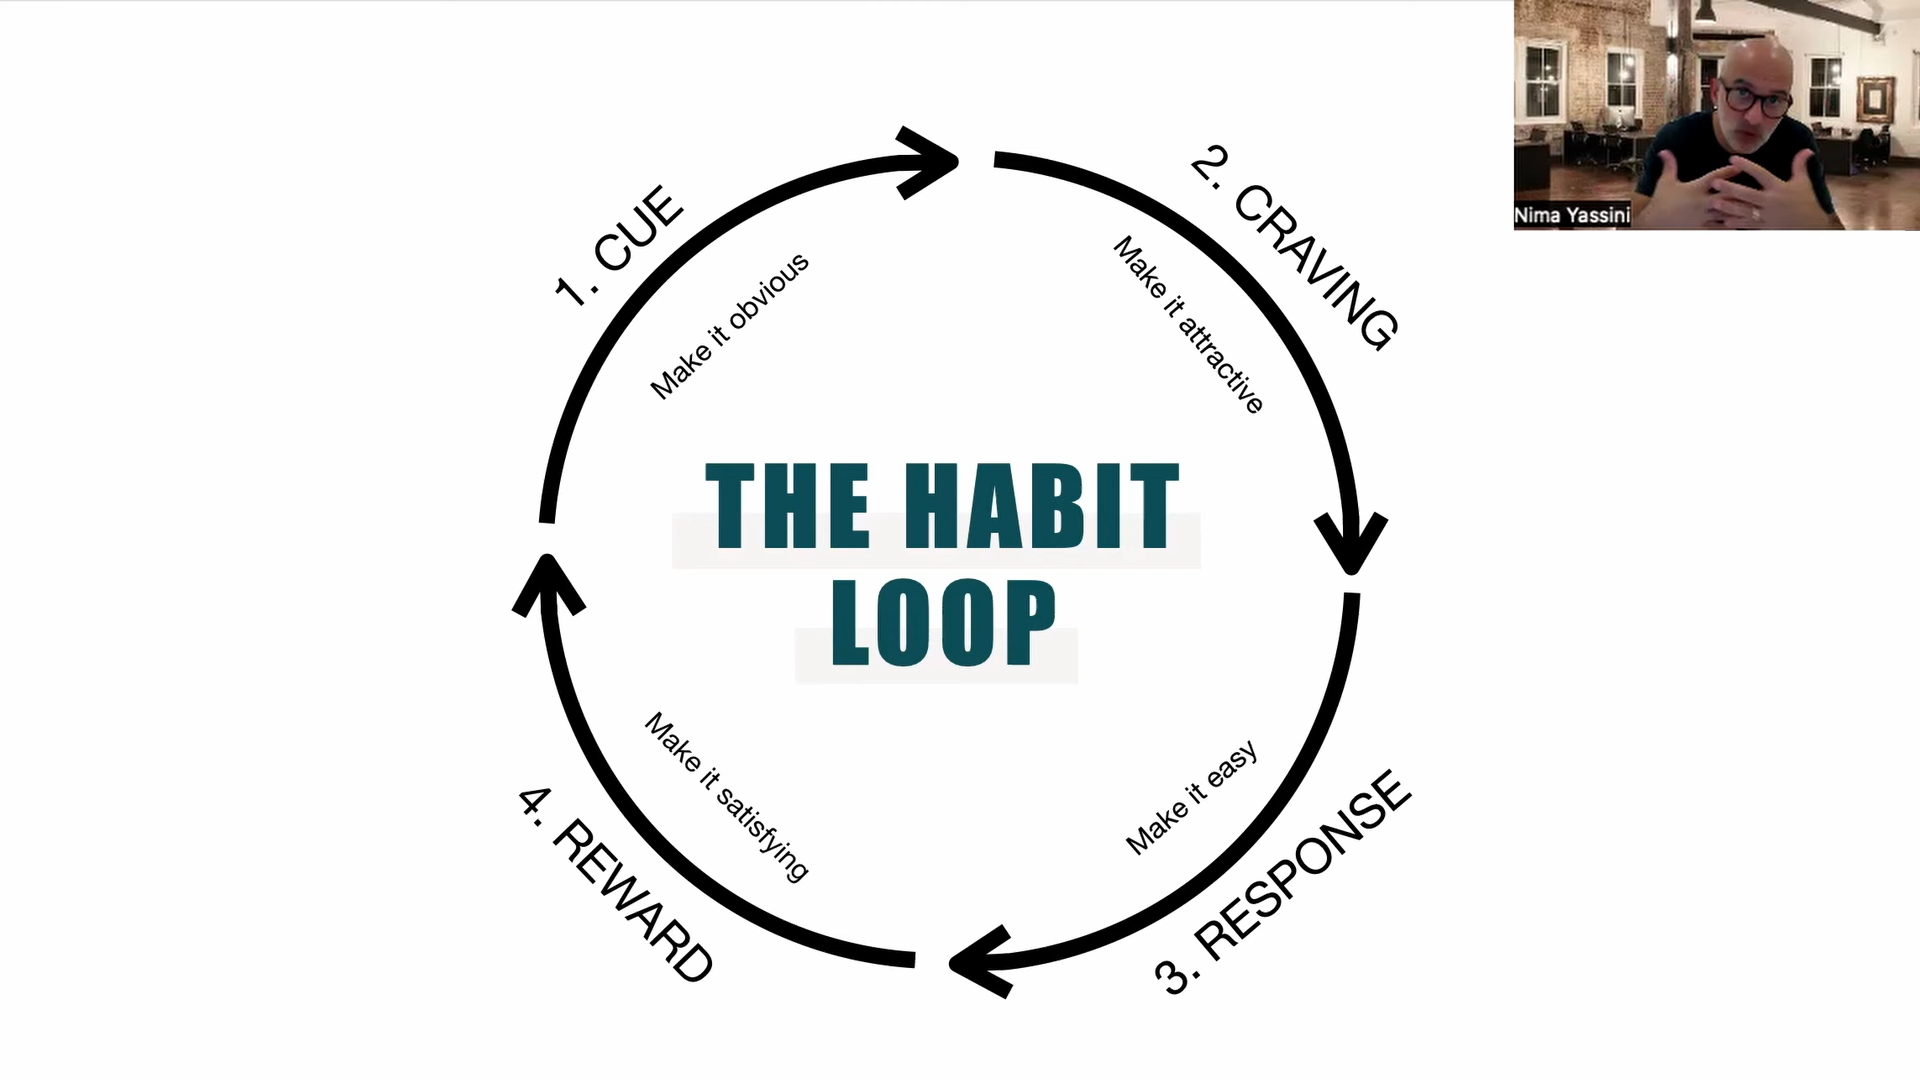 1. CUE
Make it obvious
2. CRAVING
Make it attractive
THE HABIT
LOOP
3. RESPONSE
Make it easy
4. REWARD
Make it satisfying
Nima Yassini